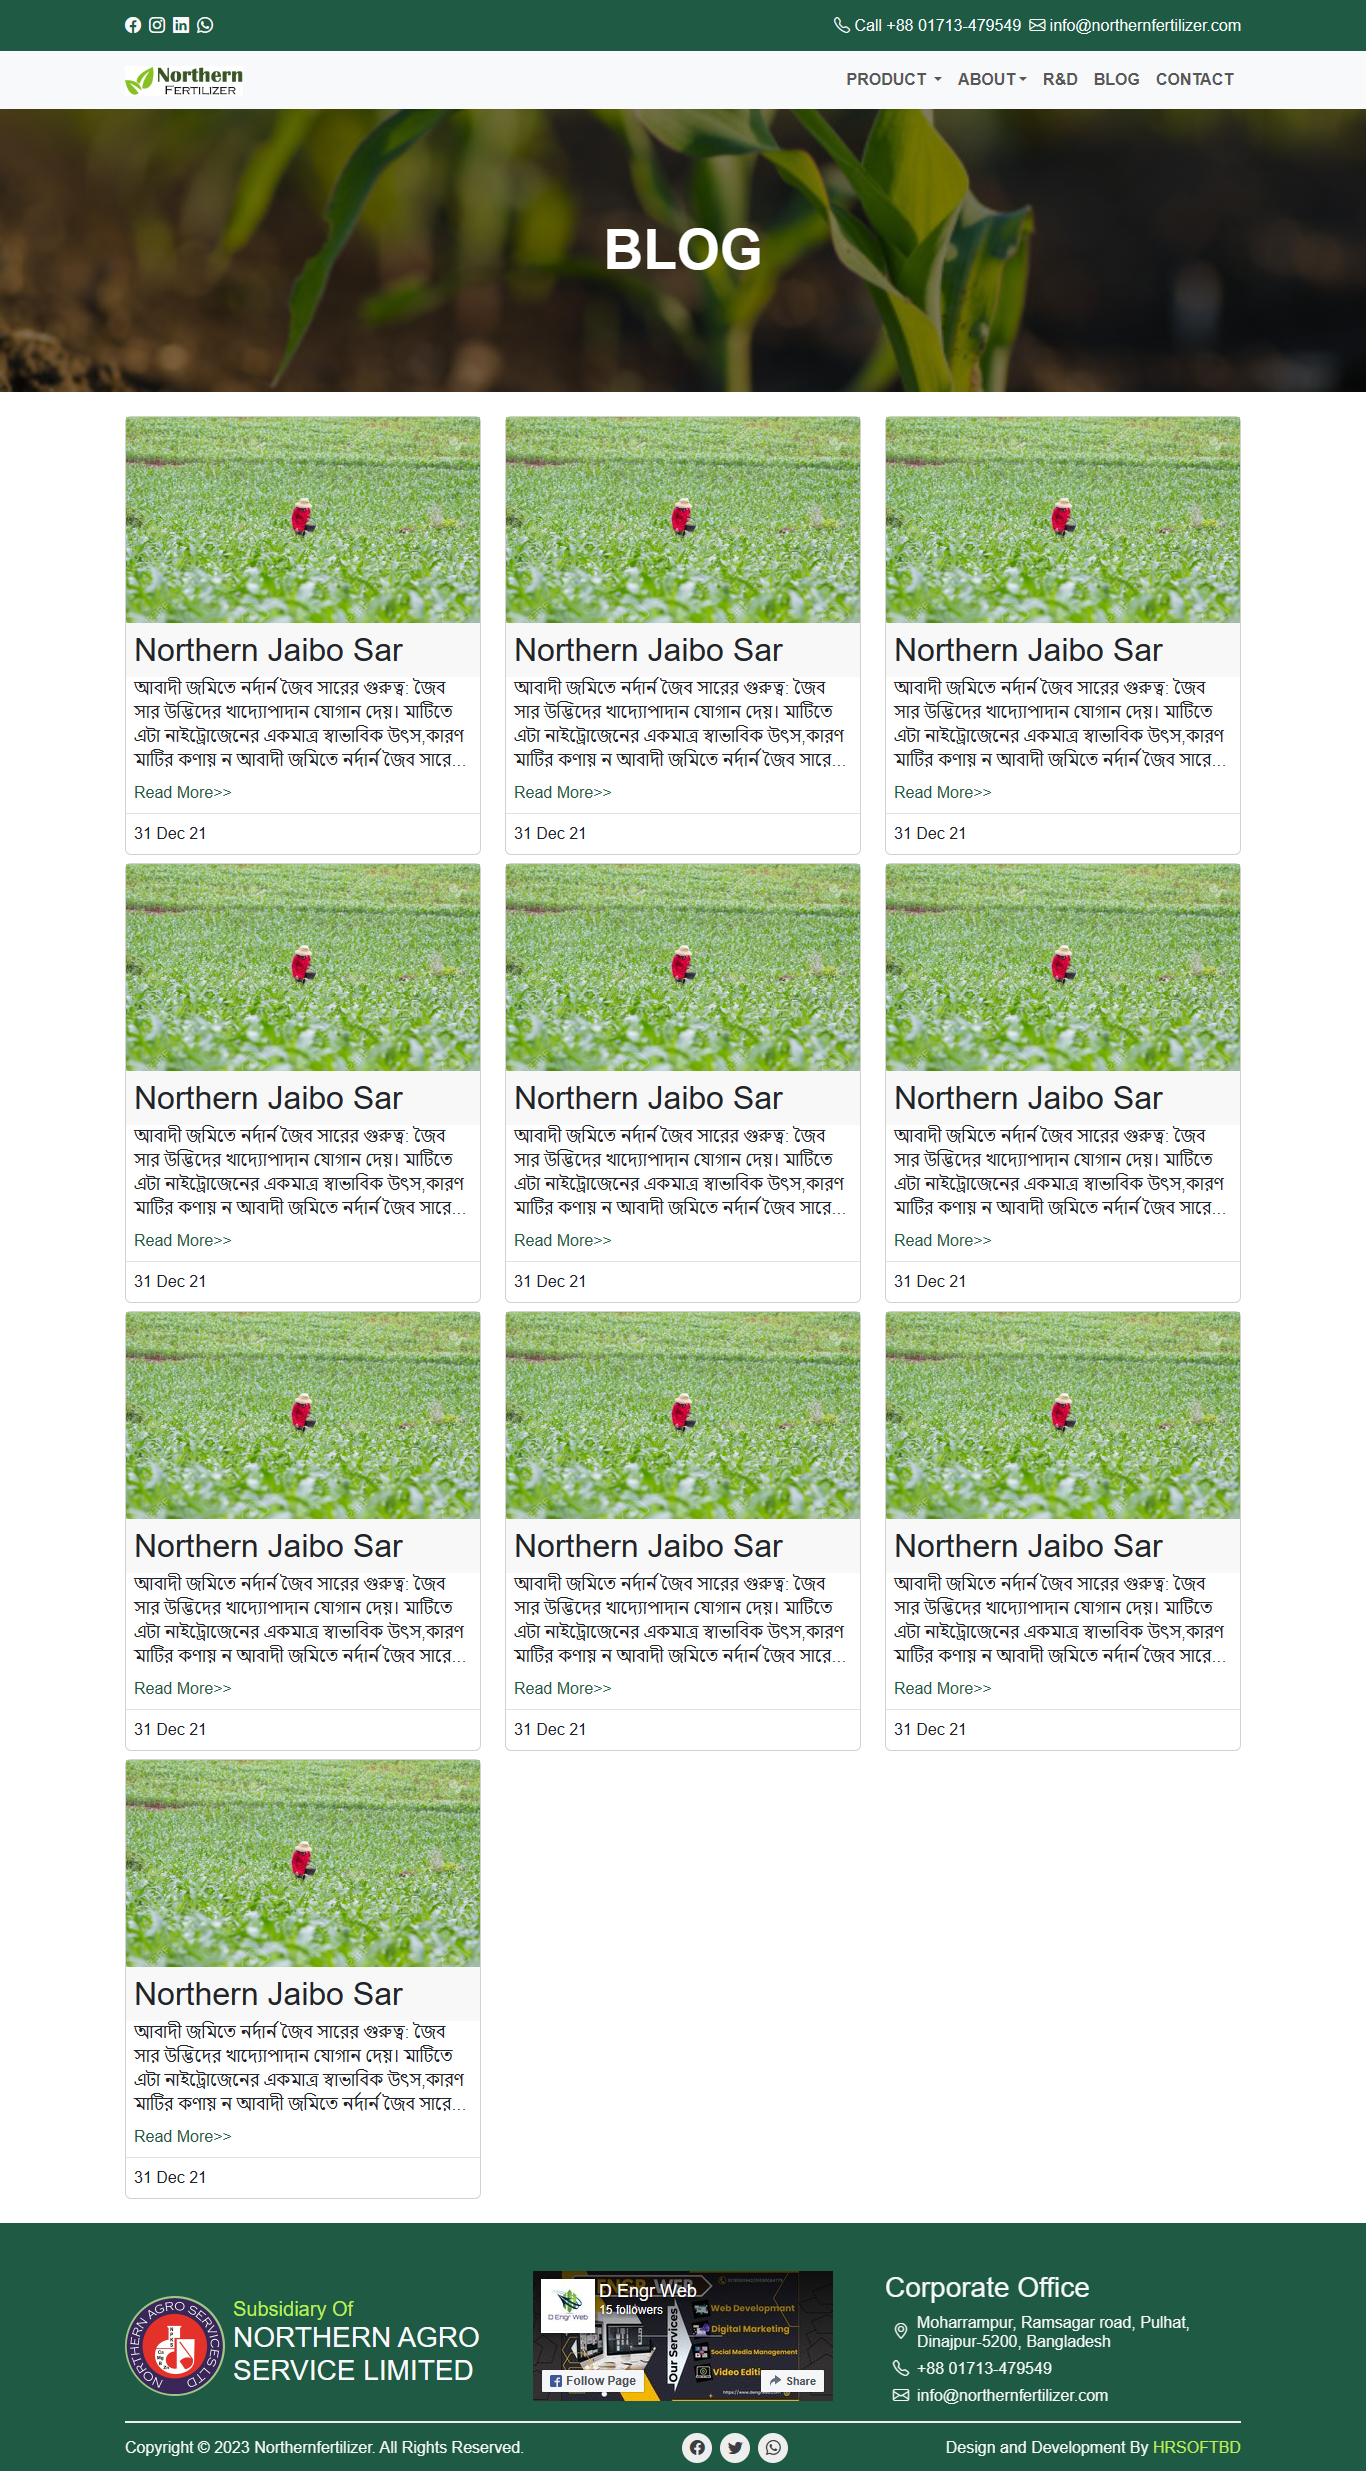 Call +88 01713-479549 info@northernfertilizer.com
Northern
FERTILIZER
PRODUCT ABOUT R&D BLOG CONTACT
BLOG
Northern Jaibo Sar
আবাদী জমিতে নর্দার্ন জৈব সারের গুরুত্ব: জৈব
সার উদ্ভিদের খাদ্যোপাদান যোগান দেয়। মাটিতে
এটা নাইট্রোজেনের একমাত্র স্বাভাবিক উৎস,কারণ
মাটির কণায় ন আবাদী জমিতে নর্দার্ন জৈব সারে...
Read More>>
31 Dec 21
Northern Jaibo Sar
আবাদী জমিতে নর্দার্ন জৈব সারের গুরুত্ব: জৈব
সার উদ্ভিদের খাদ্যোপাদান যোগান দেয়। মাটিতে
এটা নাইট্রোজেনের একমাত্র স্বাভাবিক উৎস,কারণ
মাটির কণায় ন আবাদী জমিতে নর্দার্ন জৈব সারে...
Read More>>
31 Dec 21
Northern Jaibo Sar
আবাদী জমিতে নর্দার্ন জৈব সারের গুরুত্ব: জৈব
সার উদ্ভিদের খাদ্যোপাদান যোগান দেয়। মাটিতে
এটা নাইট্রোজেনের একমাত্র স্বাভাবিক উৎস,কারণ
মাটির কণায় ন আবাদী জমিতে নর্দার্ন জৈব সারে...
Read More>>
31 Dec 21
Northern Jaibo Sar
আবাদী জমিতে নর্দার্ন জৈব সারের গুরুত্ব: জৈব
সার উদ্ভিদের খাদ্যোপাদান যোগান দেয়। মাটিতে
এটা নাইট্রোজেনের একমাত্র স্বাভাবিক উৎস,কারণ
মাটির কণায় ন আবাদী জমিতে নর্দার্ন জৈব সারে...
Read More>>
31 Dec 21
Northern Jaibo Sar
আবাদী জমিতে নর্দার্ন জৈব সারের গুরুত্ব: জৈব
সার উদ্ভিদের খাদ্যোপাদান যোগান দেয়। মাটিতে
এটা নাইট্রোজেনের একমাত্র স্বাভাবিক উৎস,কারণ
মাটির কণায় ন আবাদী জমিতে নর্দার্ন জৈব সারে...
Read More>>
31 Dec 21
Northern Jaibo Sar
আবাদী জমিতে নর্দার্ন জৈব সারের গুরুত্ব: জৈব
সার উদ্ভিদের খাদ্যোপাদান যোগান দেয়। মাটিতে
এটা নাইট্রোজেনের একমাত্র স্বাভাবিক উৎস,কারণ
মাটির কণায় ন আবাদী জমিতে নর্দার্ন জৈব সারে...
Read More>>
31 Dec 21
Northern Jaibo Sar
আবাদী জমিতে নর্দার্ন জৈব সারের গুরুত্ব: জৈব
সার উদ্ভিদের খাদ্যোপাদান যোগান দেয়। মাটিতে
এটা নাইট্রোজেনের একমাত্র স্বাভাবিক উৎস,কারণ
মাটির কণায় ন আবাদী জমিতে নর্দার্ন জৈব সারে...
Read More>>
31 Dec 21
Northern Jaibo Sar
আবাদী জমিতে নর্দার্ন জৈব সারের গুরুত্ব: জৈব
সার উদ্ভিদের খাদ্যোপাদান যোগান দেয়। মাটিতে
এটা নাইট্রোজেনের একমাত্র স্বাভাবিক উৎস,কারণ
মাটির কণায় ন আবাদী জমিতে নর্দার্ন জৈব সারে...
Read More>>
31 Dec 21
Northern Jaibo Sar
আবাদী জমিতে নর্দার্ন জৈব সারের গুরুত্ব: জৈব
সার উদ্ভিদের খাদ্যোপাদান যোগান দেয়। মাটিতে
এটা নাইট্রোজেনের একমাত্র স্বাভাবিক উৎস,কারণ
মাটির কণায় ন আবাদী জমিতে নর্দার্ন জৈব সারে...
Read More>>
31 Dec 21
Northern Jaibo Sar
আবাদী জমিতে নর্দার্ন জৈব সারের গুরুত্ব: জৈব
সার উদ্ভিদের খাদ্যোপাদান যোগান দেয়। মাটিতে
এটা নাইট্রোজেনের একমাত্র স্বাভাবিক উৎস,কারণ
মাটির কণায় ন আবাদী জমিতে নর্দার্ন জৈব সারে...
Read More>>
31 Dec 21
NORTHERN AGRO SERVICES LTD
Subsidiary Of
NORTHERN AGRO
SERVICE LIMITED
D Engr Web
15 followers
D Engr Web
Our Services
Web Developmant
Digital Marketing
Social Media Management
Video Editi
Follow Page
Share
Corporate Office
Moharrampur, Ramsagar road, Pulhat,
Dinajpur-5200, Bangladesh
+88 01713-479549
info@northernfertilizer.com
Copyright © 2023 Northernfertilizer. All Rights Reserved.
Design and Development By HRSOFTBD